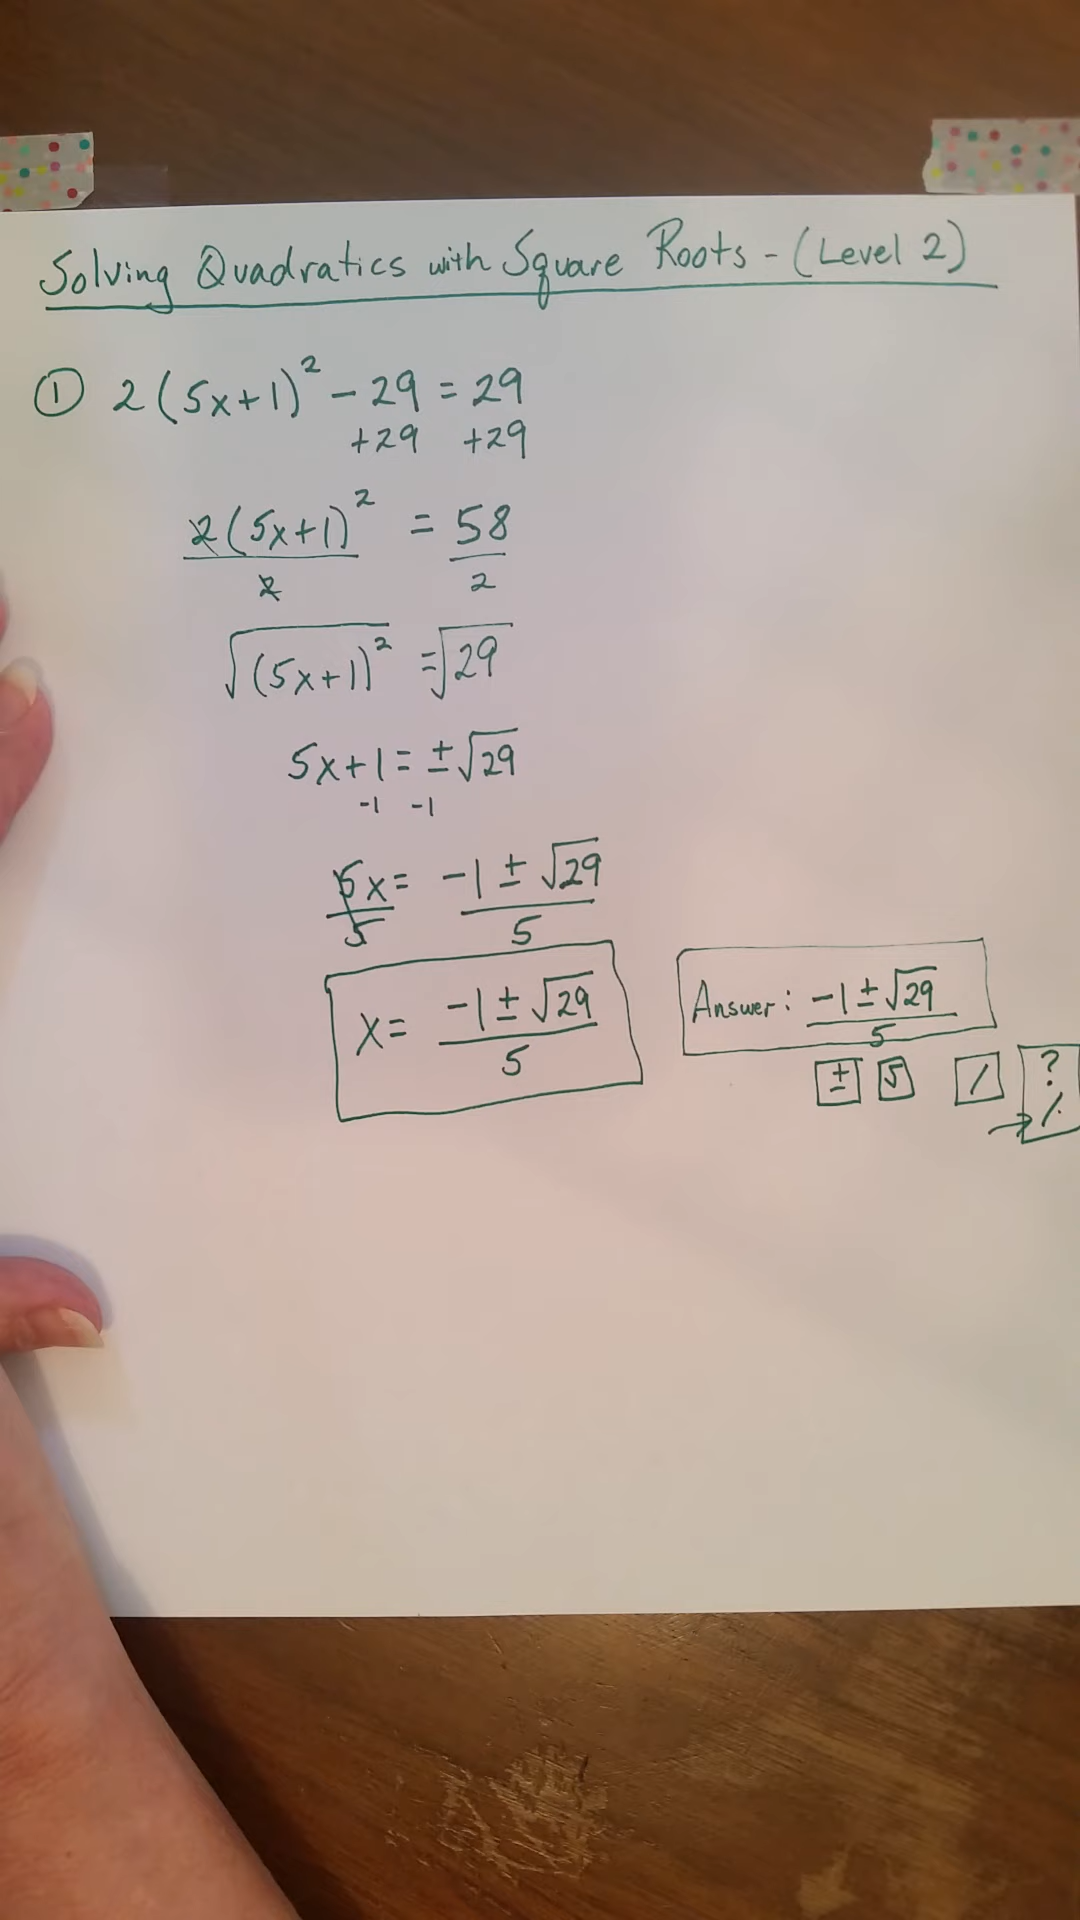 Solving Quadratics with Square Roots - (Level 2)
① 2(5x+1)² - 29 = 29
+29 +29
2(5x+1)² = 58
2 2
√(5x+1)² = √29
5x+1 = ±√29
-1 -1
5x = -1 ± √29
5 5
x = -1 ± √29
5
Answer: -1 ± √29
5
± √ / ?
/